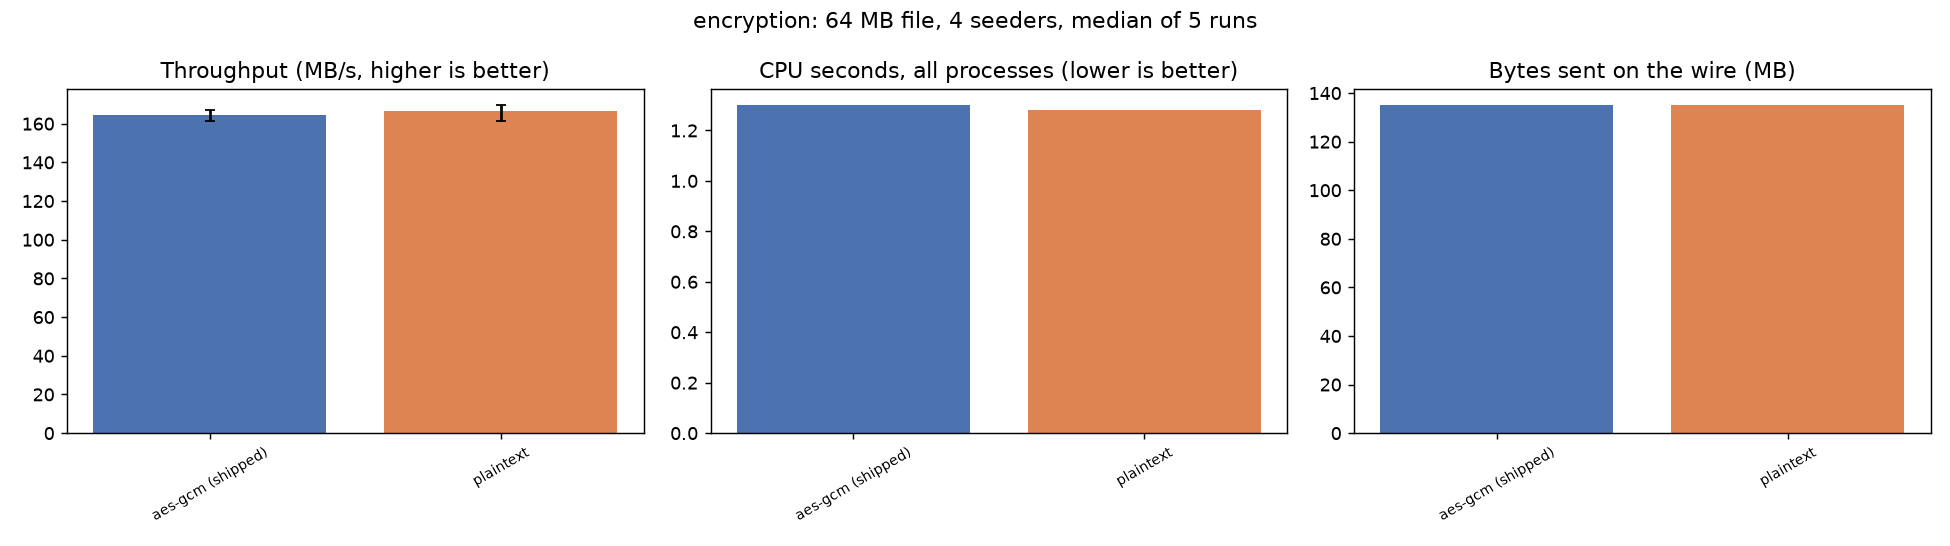 encryption: 64 MB file, 4 seeders, median of 5 runs
Throughput (MB/s, higher is better)
160
140
120
100
80
60
40
20
0
aes-gcm (shipped)
plaintext
CPU seconds, all processes (lower is better)
1.2
1.0
0.8
0.6
0.4
0.2
0.0
aes-gcm (shipped)
plaintext
Bytes sent on the wire (MB)
140
120
100
80
60
40
20
0
aes-gcm (shipped)
plaintext